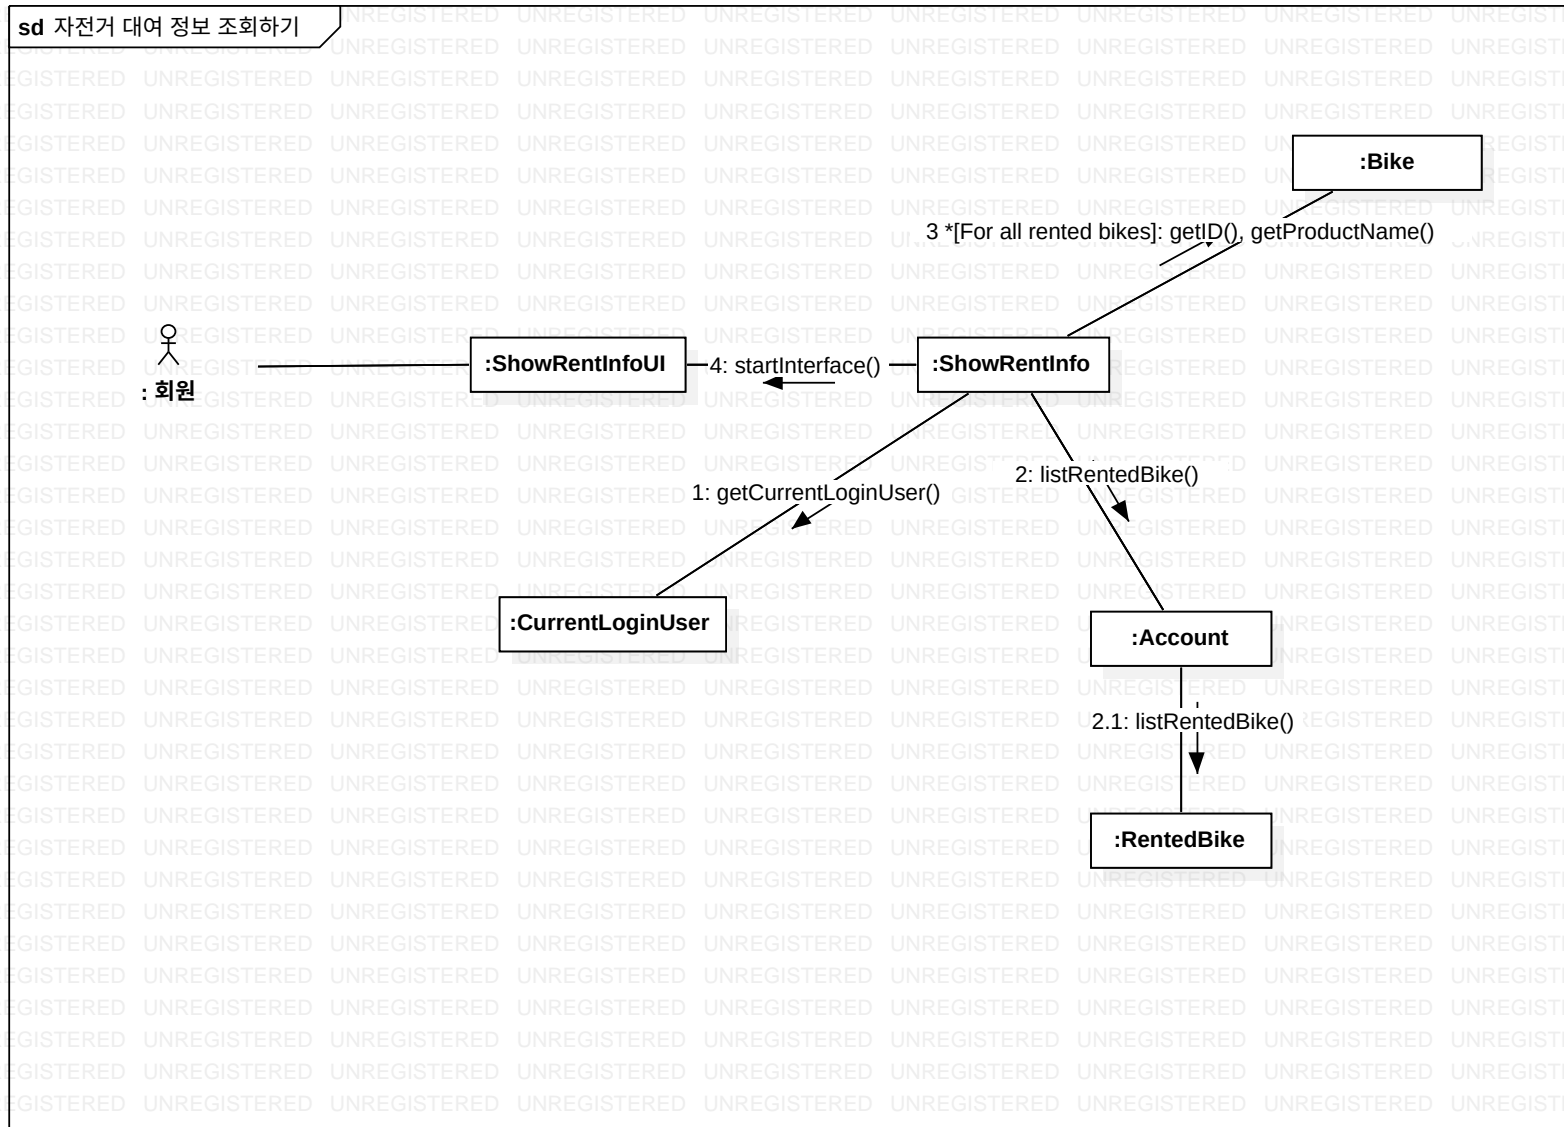 sd 자전거 대여 정보 조회하기
:Bike
3 *[For all rented bikes]: getID(), getProductName()
:ShowRentInfoUI
4: startInterface()
:ShowRentInfo
: 회원
2: listRentedBike()
1: getCurrentLoginUser()
:CurrentLoginUser
:Account
2.1: listRentedBike()
:RentedBike
UNREGISTERED